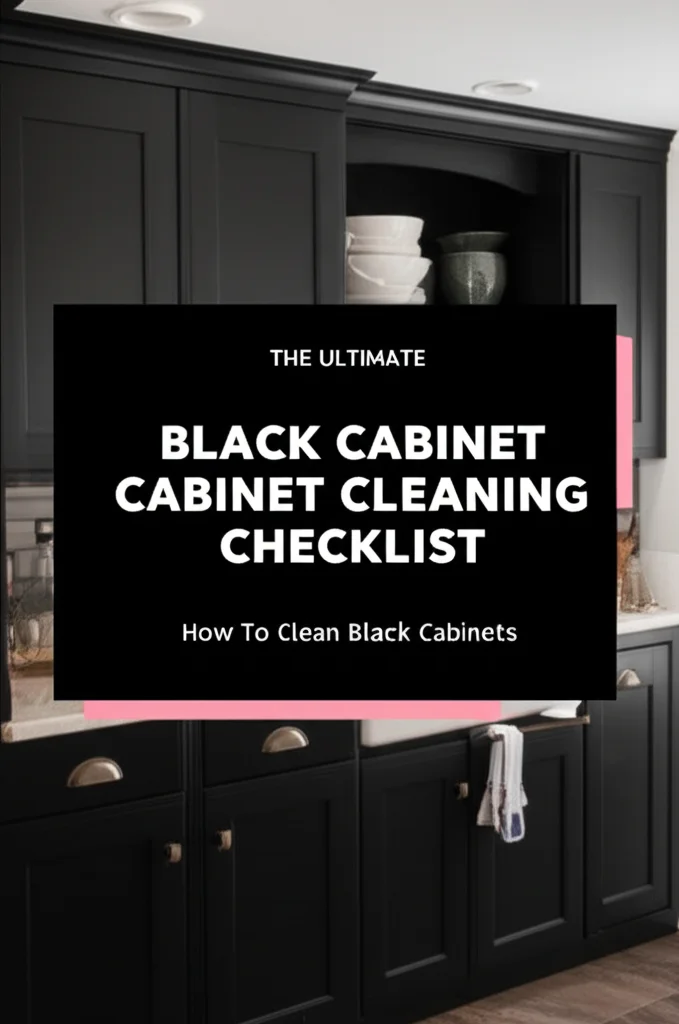 THE ULTIMATE
BLACK CABINET
CABINET CLEANING
CHECKLIST
How To Clean Black Cabinets